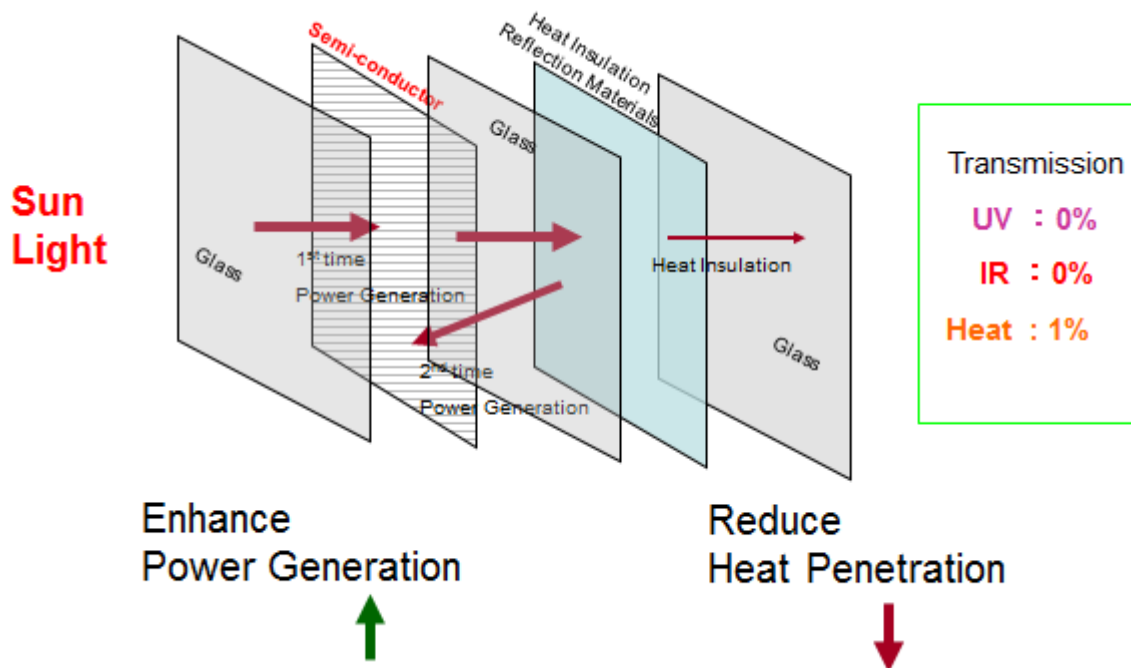 Semi-conductor
Heat Insulation
Reflection Materials
Glass
Sun
Light
Glass
1st time
Power Generation
Heat Insulation
2nd time
Power Generation
Glass
Transmission
UV : 0%
IR : 0%
Heat : 1%
Enhance
Power Generation
Reduce
Heat Penetration